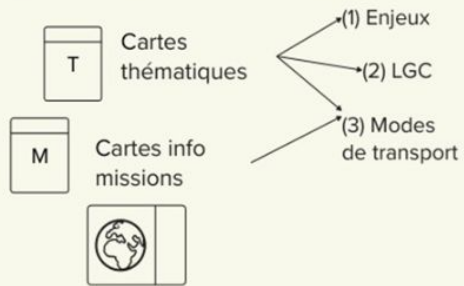 T
Cartes
thématiques
(1) Enjeux
(2) LGC
(3) Modes
de transport
M
Cartes info
missions